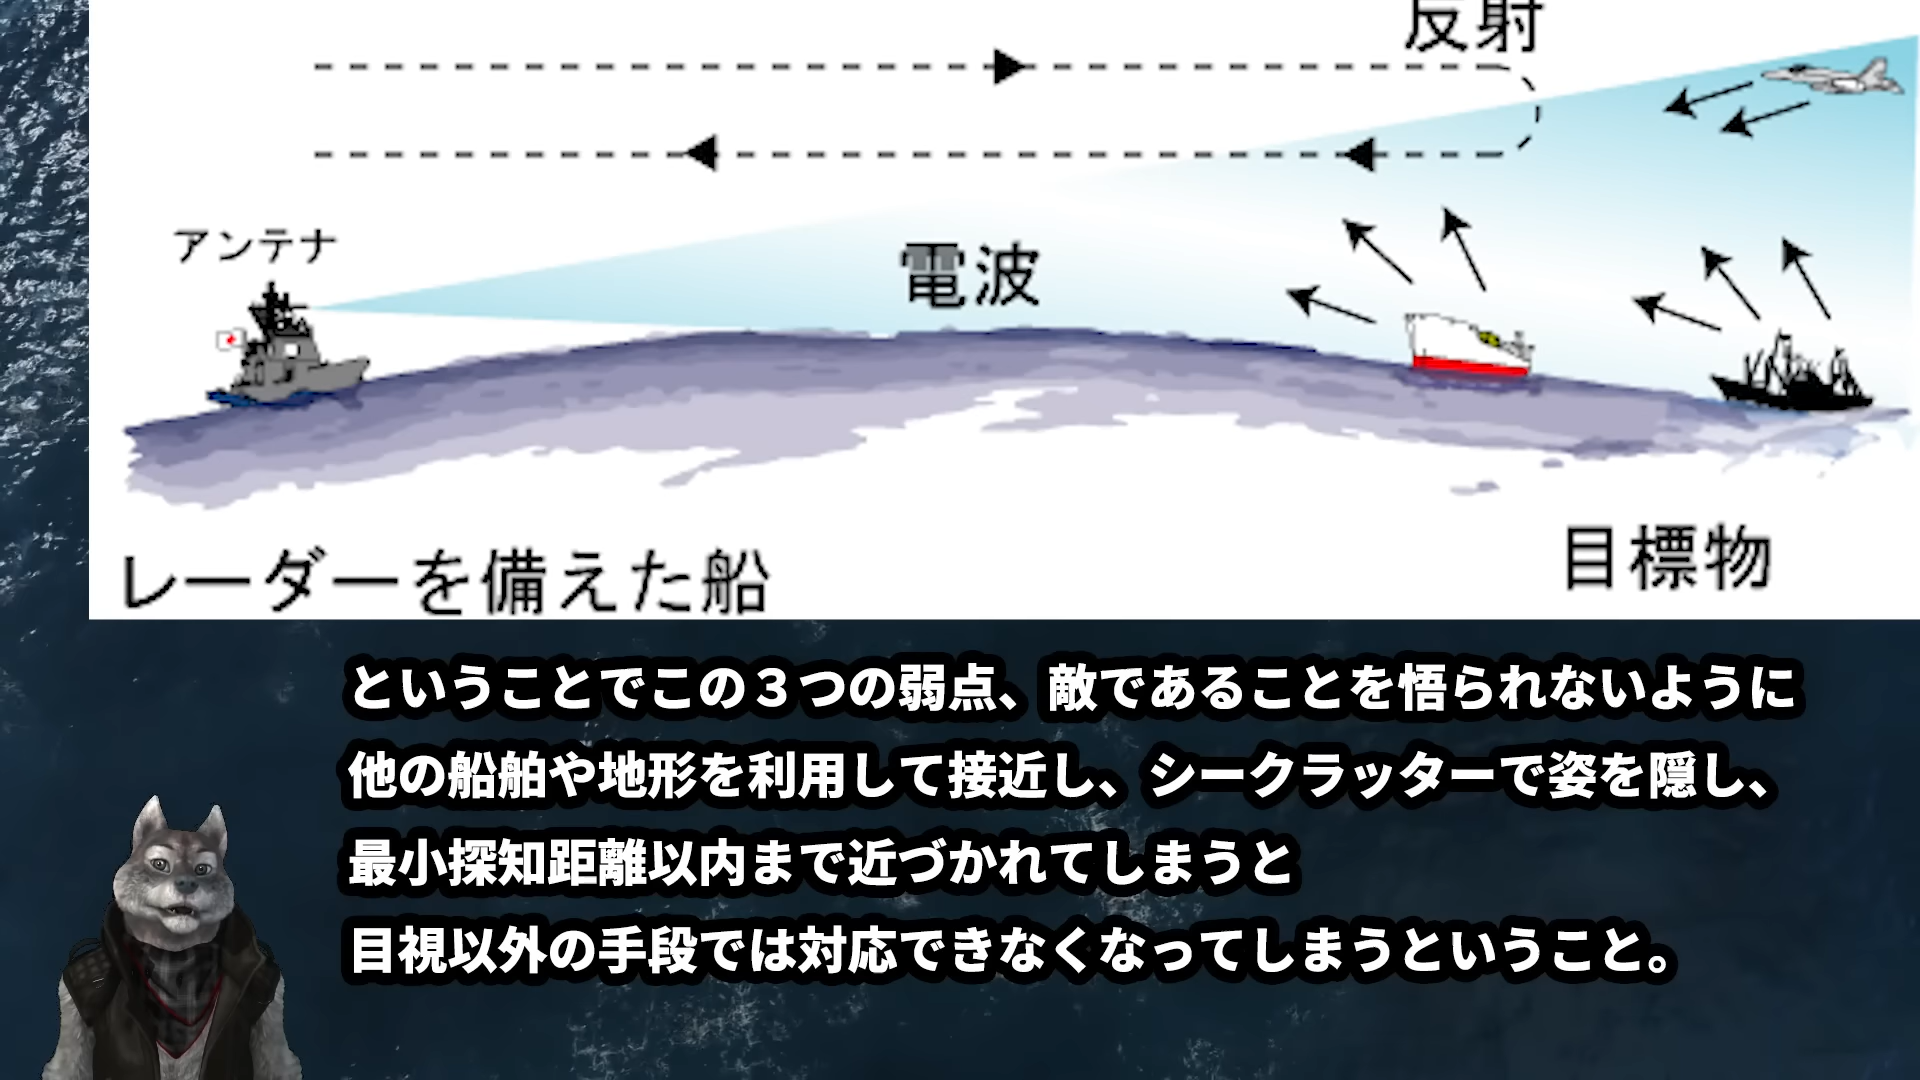 反射
アンテナ
電波
目標物
レーダーを備えた船
ということでこの３つの弱点、敵であることを悟られないように
他の船舶や地形を利用して接近し、シークラッターで姿を隠し、
最小探知距離以内まで近づかれてしまうと
目視以外の手段では対応できなくなってしまうということ。